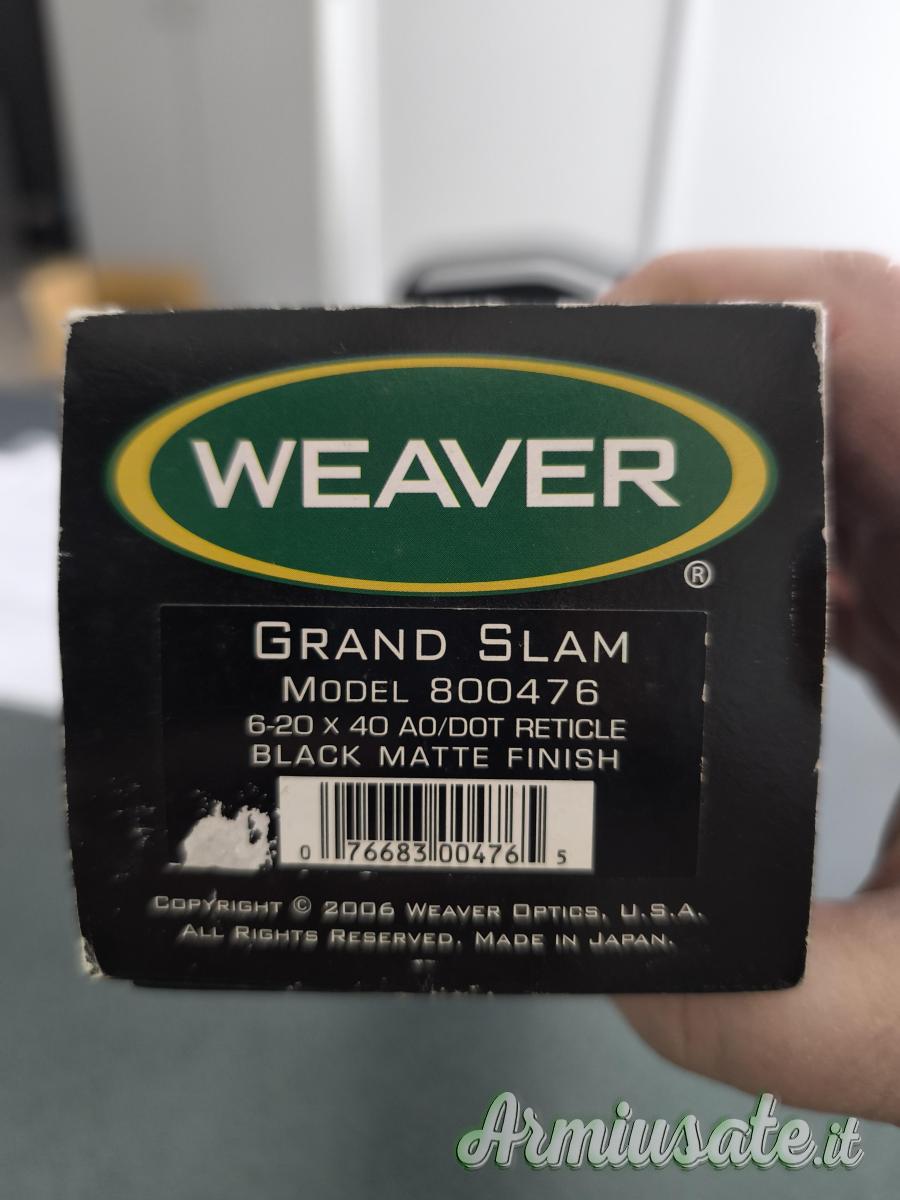 WEAVER
®
GRAND SLAM
MODEL 800476
6-20 X 40 AO/DOT RETICLE
BLACK MATTE FINISH
0 76683 00476 5
COPYRIGHT © 2006 WEAVER OPTICS, U.S.A.
ALL RIGHTS RESERVED. MADE IN JAPAN.
Armiusate.it